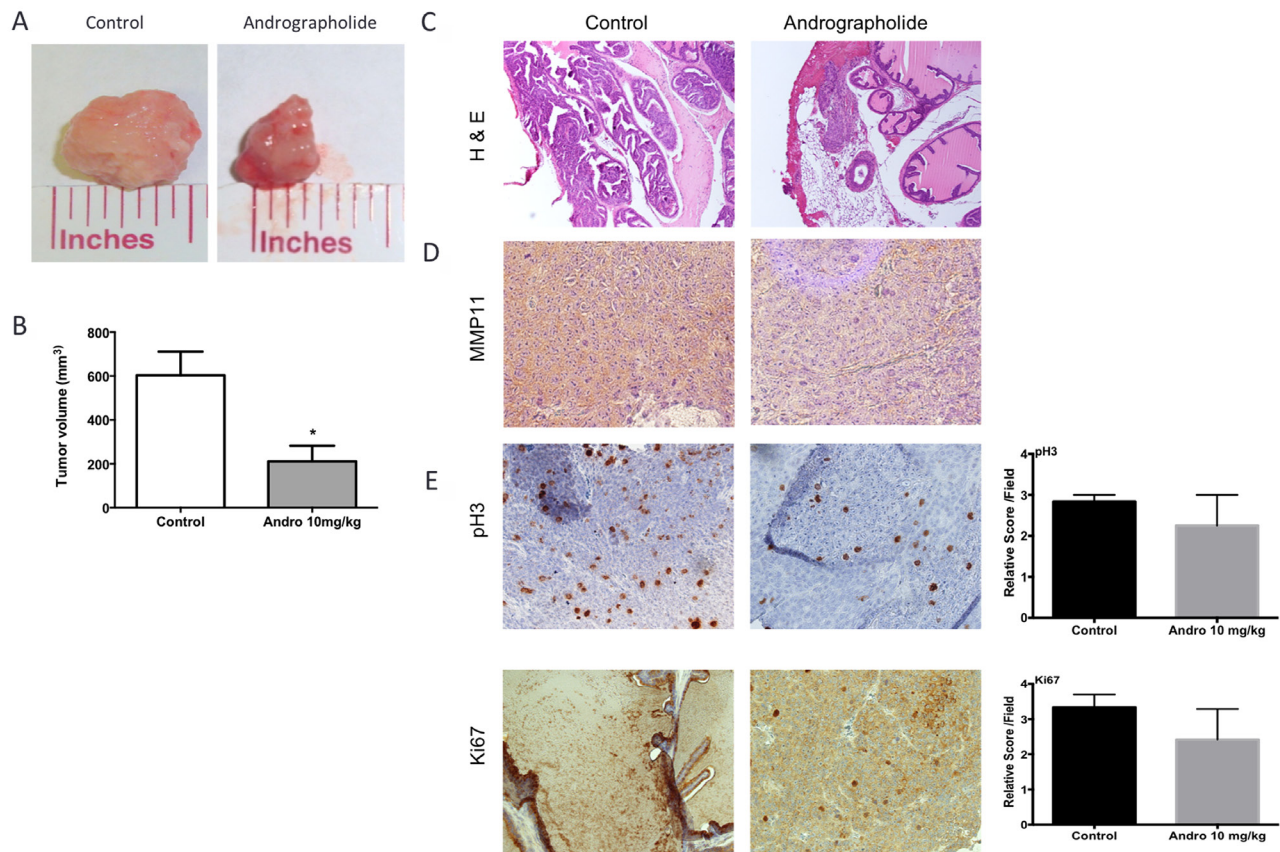 A
Control
Andrographolide
Inches
Inches
B
Tumor volume (mm³)
800
600
400
200
0
*
Control
Andro 10mg/kg
C
Control
Andrographolide
H & E
D
MMP11
E
pH3
pH3
Relative Score /Field
4
3
2
1
0
Control
Andro 10 mg/kg
Ki67
Ki67
Relative Score /Field
4
3
2
1
0
Control
Andro 10 mg/kg